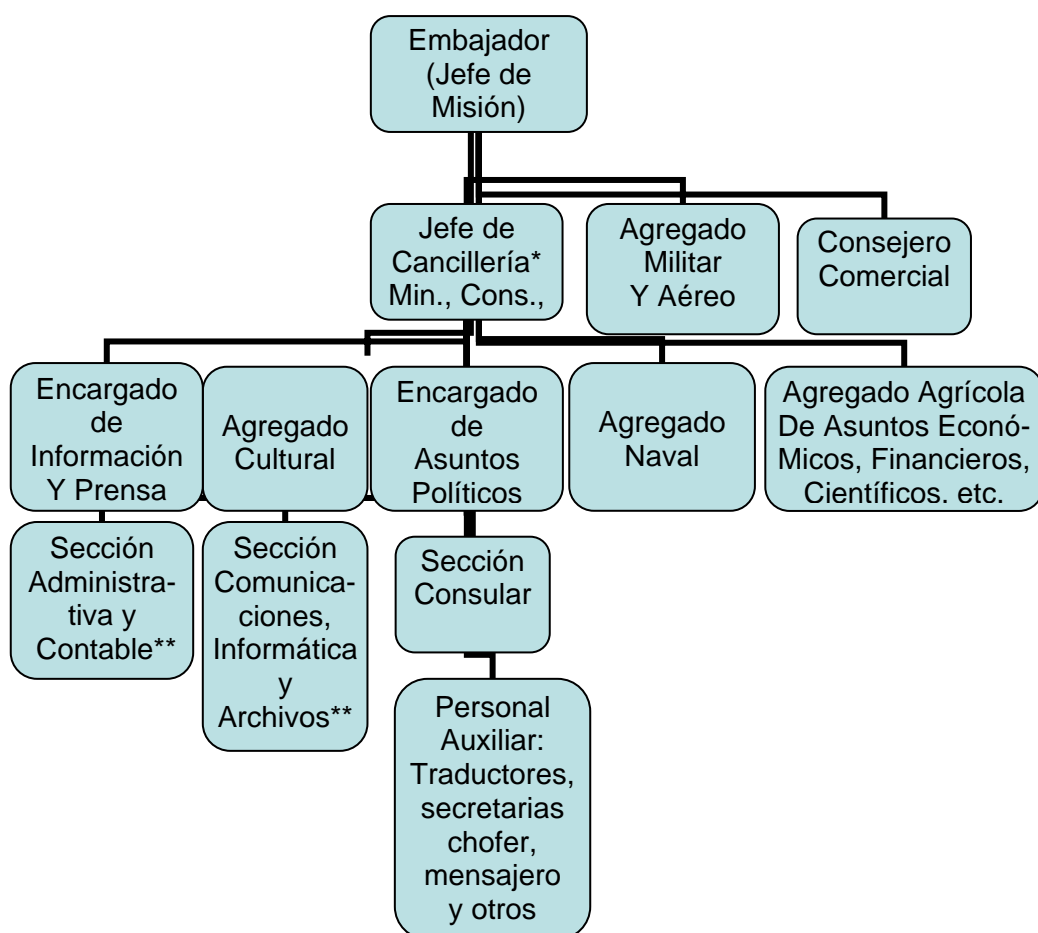 Embajador
(Jefe de
Misión)
Jefe de
Cancillería*
Min., Cons.,
Agregado
Militar
Y Aéreo
Consejero
Comercial
Encargado
de
Información
Y Prensa
Agregado
Cultural
Encargado
de
Asuntos
Políticos
Agregado
Naval
Agregado Agrícola
De Asuntos Econó-
Micos, Financieros,
Científicos. etc.
Sección
Administra-
tiva y
Contable**
Sección
Comunica-
ciones,
Informática
y
Archivos**
Sección
Consular
Personal
Auxiliar:
Traductores,
secretarias
chofer,
mensajero
y otros